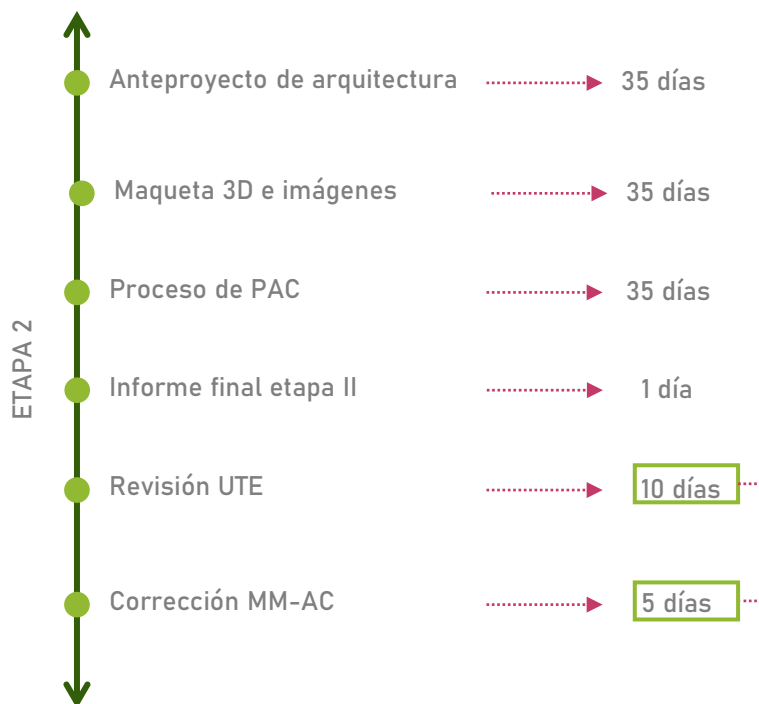 Anteproyecto de arquitectura 35 días
Maqueta 3D e imágenes 35 días
Proceso de PAC 35 días
ETAPA 2
Informe final etapa II 1 día
Revisión UTE 10 días
Corrección MM-AC 5 días